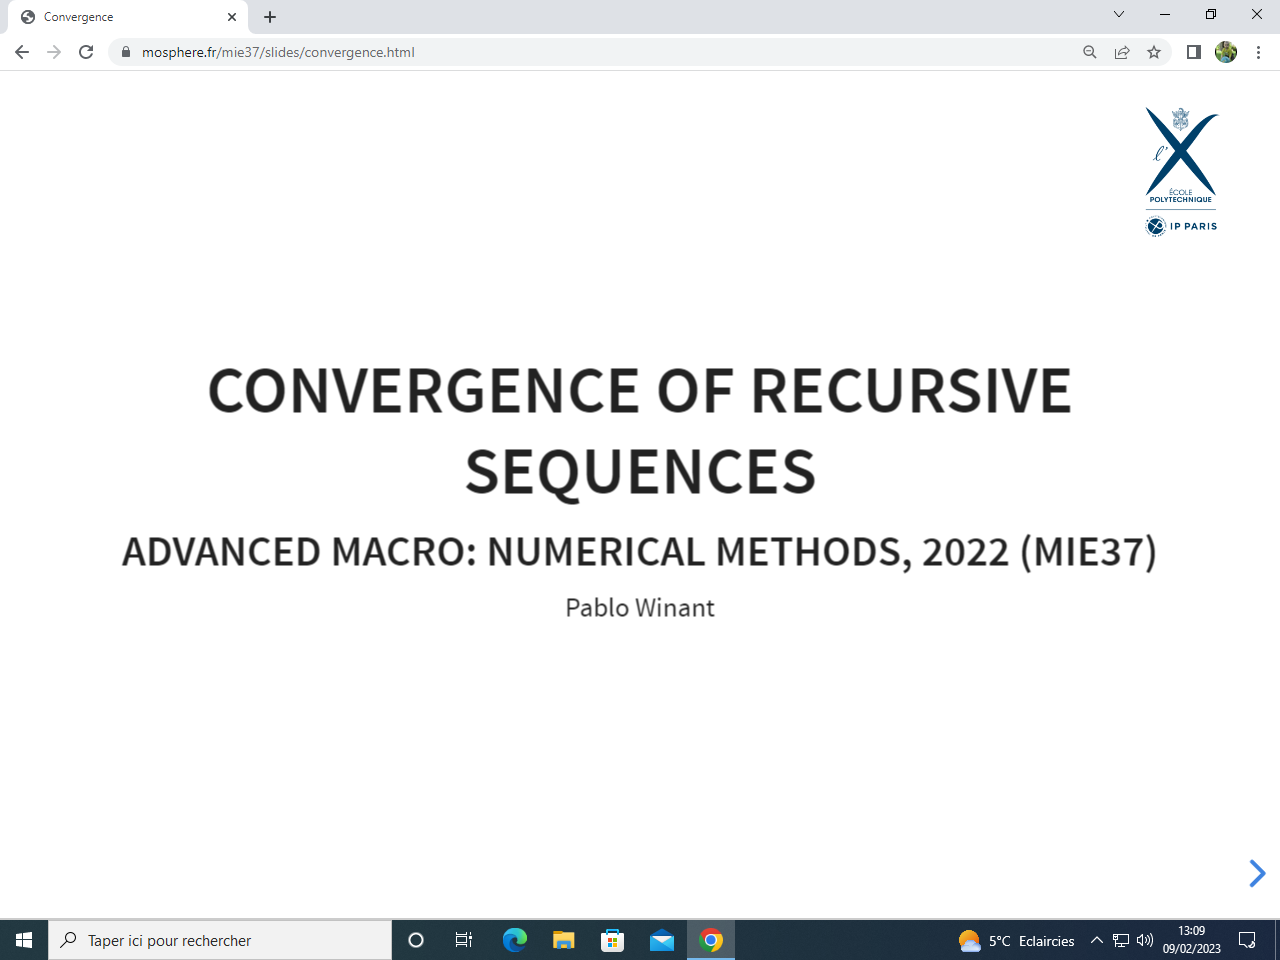 Convergence
mosphere.fr/mie37/slides/convergence.html
l'X
ÉCOLE
POLYTECHNIQUE
IP PARIS
CONVERGENCE OF RECURSIVE
SEQUENCES
ADVANCED MACRO: NUMERICAL METHODS, 2022 (MIE37)
Pablo Winant
Taper ici pour rechercher
5°C Eclaircies
13:09
09/02/2023